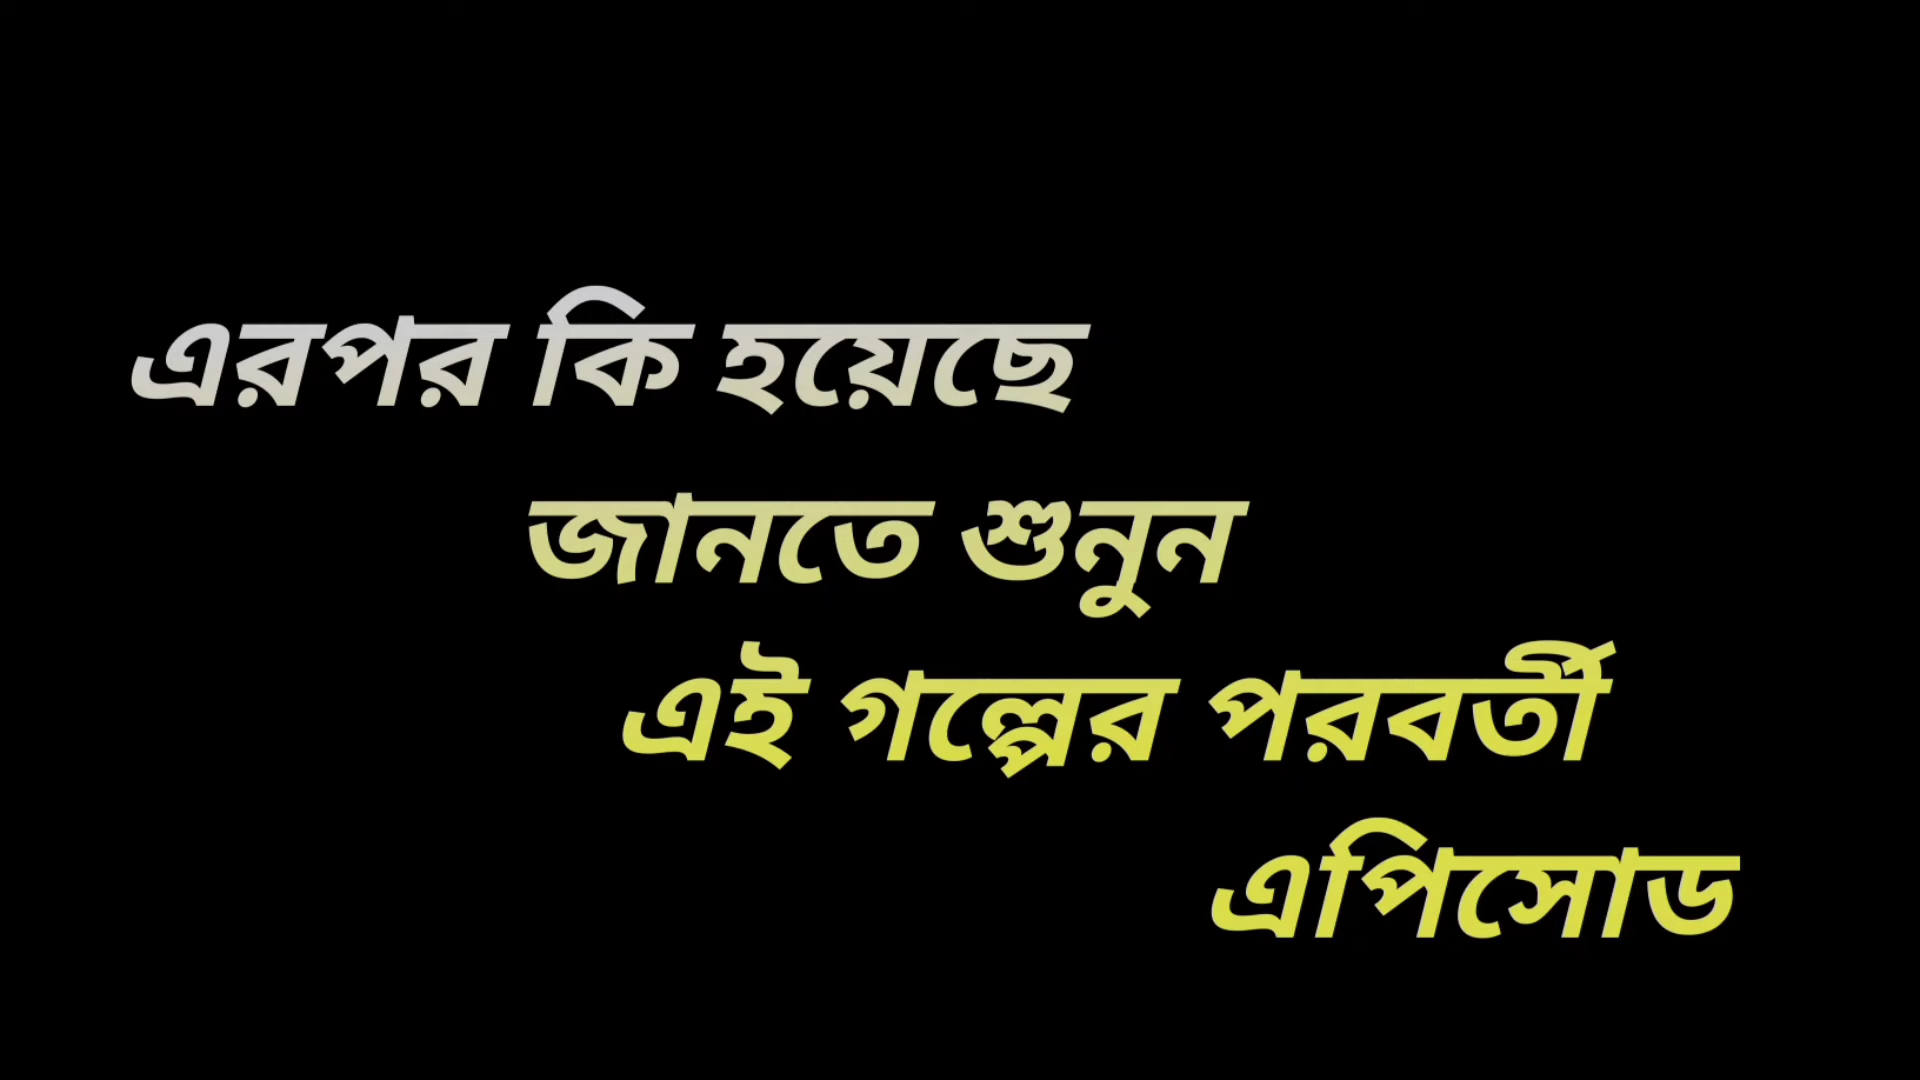 এরপর কি হয়েছে
জানতে শুনুন
এই গল্পের পরবর্তী
এপিসোড